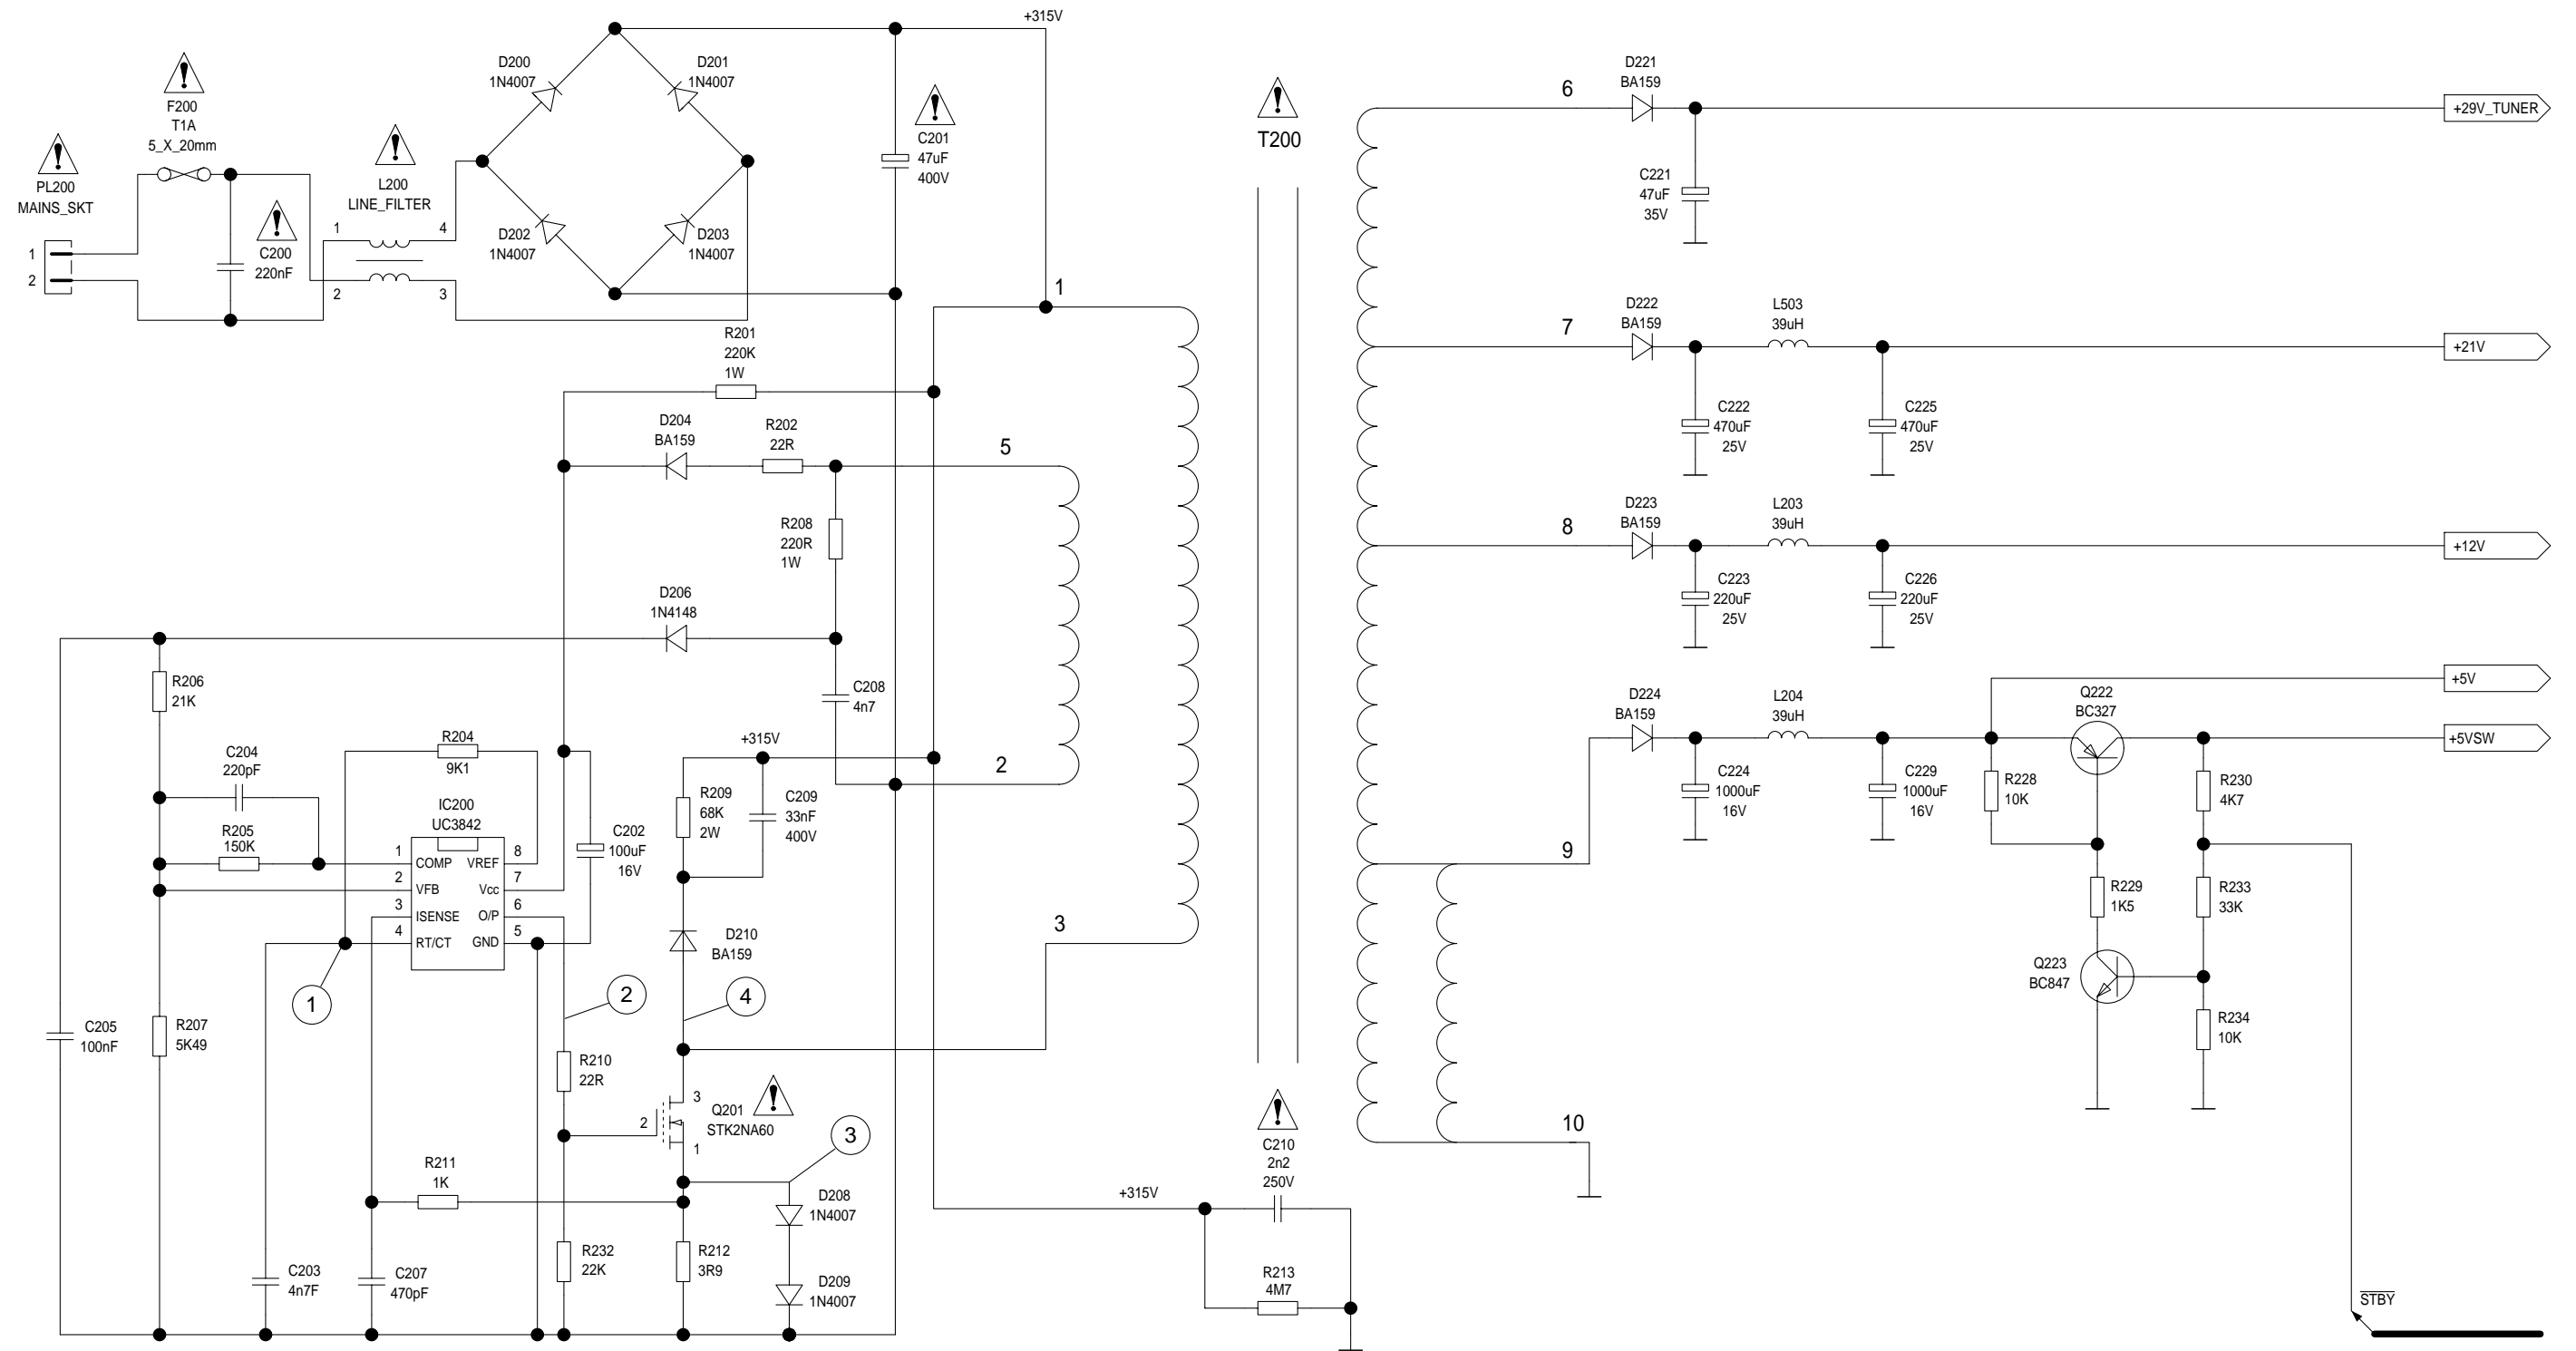 +315V
D200
1N4007
D201
1N4007
F200
T1A
5_X_20mm
C201
47uF
400V
PL200
MAINS_SKT
L200
LINE_FILTER
1
2
C200
220nF
1
4
2
3
D202
1N4007
D203
1N4007
T200
1
R201
220K
1W
D204
BA159
R202
22R
5
R208
220R
1W
D206
1N4148
R206
21K
C208
4n7
+315V
2
R204
9K1
C204
220pF
R205
150K
IC200
UC3842
1
COMP
VREF
8
2
VFB
Vcc
7
3
ISENSE
O/P
6
4
RT/CT
GND
5
C202
100uF
16V
R209
68K
2W
C209
33nF
400V
D210
BA159
3
1
2
4
C205
100nF
R207
5K49
R210
22R
Q201
STK2NA60
3
2
1
3
R211
1K
D208
1N4007
C203
4n7F
C207
470pF
R232
22K
R212
3R9
D209
1N4007
+315V
C210
2n2
250V
R213
4M7
6
D221
BA159
C221
47uF
35V
+29V_TUNER
7
D222
BA159
L503
39uH
C222
470uF
25V
C225
470uF
25V
+21V
8
D223
BA159
L203
39uH
C223
220uF
25V
C226
220uF
25V
+12V
D224
BA159
L204
39uH
+5V
Q222
BC327
+5VSW
C224
1000uF
16V
C229
1000uF
16V
R228
10K
R230
4K7
9
R229
1K5
R233
33K
Q223
BC847
R234
10K
10
STBY